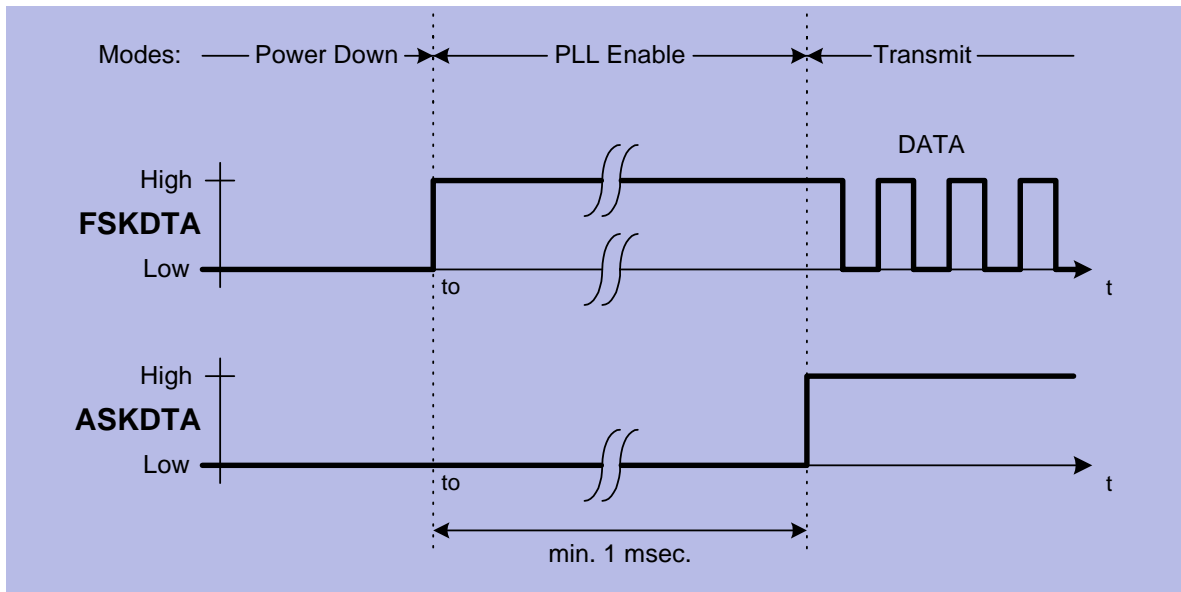 Modes: Power Down PLL Enable Transmit
DATA
High
FSKDTA
Low
to
t
High
ASKDTA
Low
to
t
min. 1 msec.